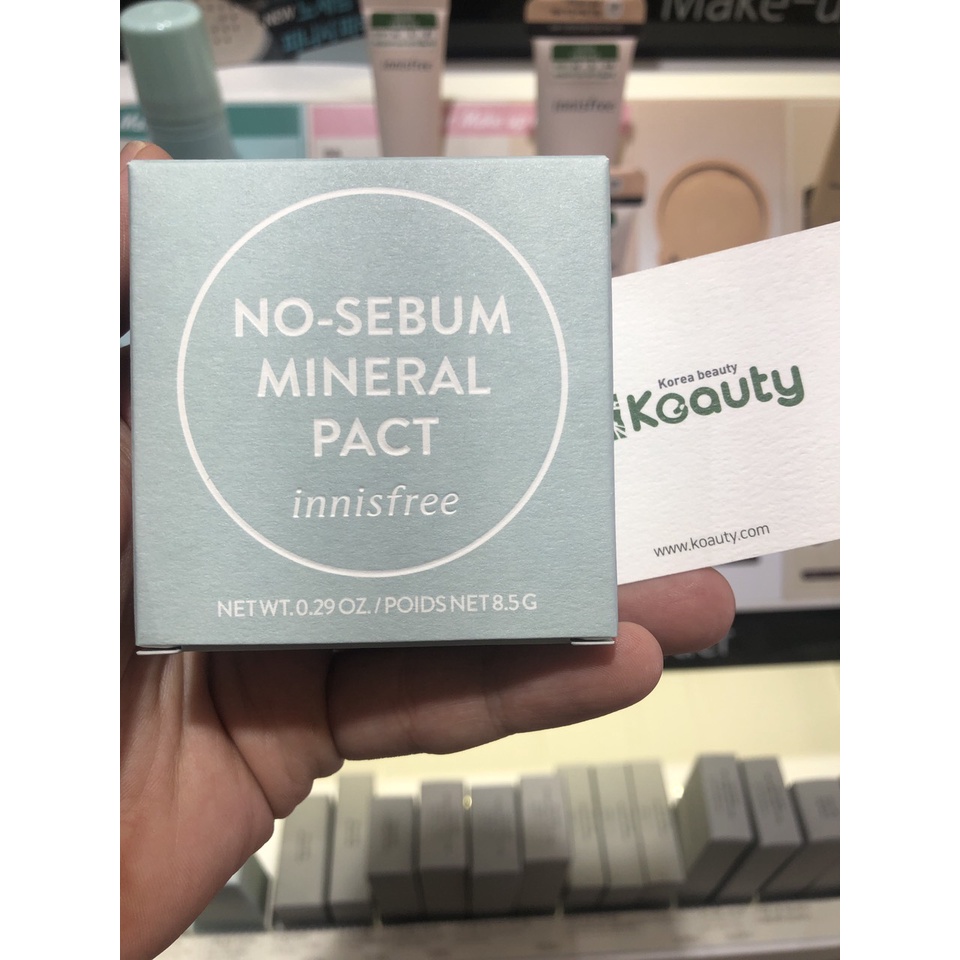 Make-u
innisfree
innisfree
NO-SEBUM
MINERAL
PACT
innisfree
NET WT. 0.29 OZ. / POIDS NET 8.5 G
Korea beauty
Koauty
www.koauty.com